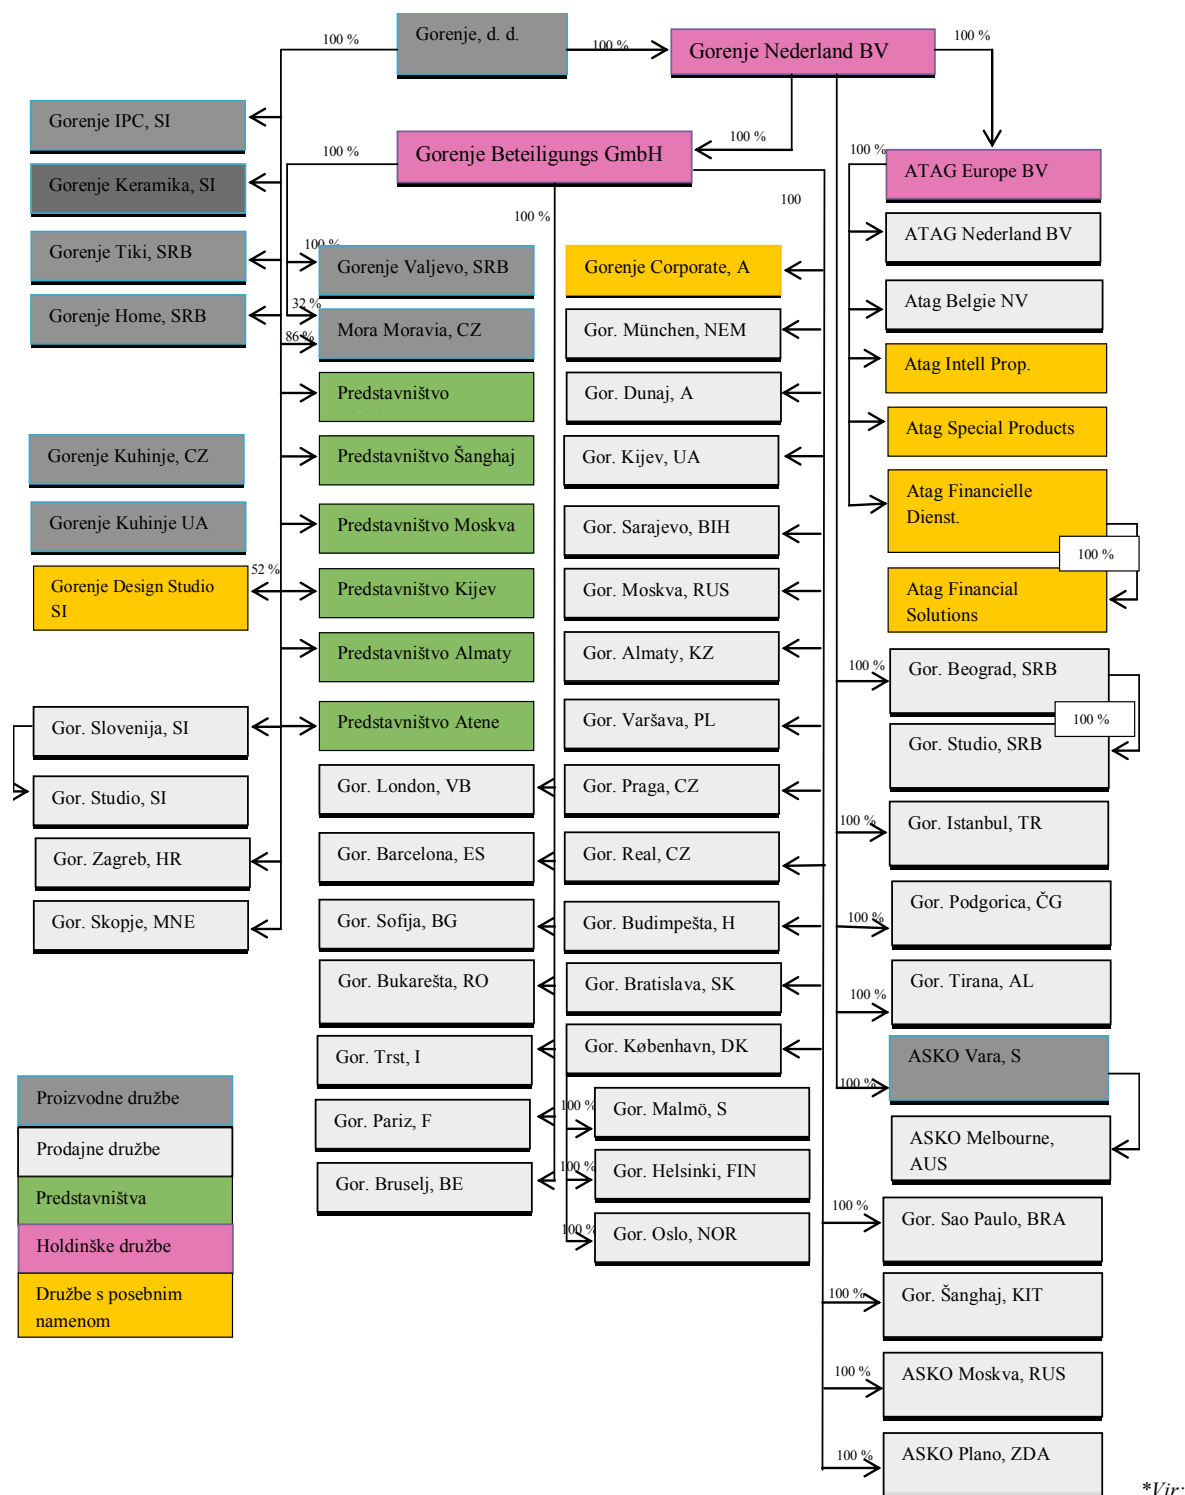 Gorenje, d. d.
100 %
100 %
Gorenje Nederland BV
100 %
Gorenje IPC, SI
Gorenje Keramika, SI
Gorenje Tiki, SRB
Gorenje Home, SRB
Gorenje Kuhinje, CZ
Gorenje Kuhinje UA
52 %
Gorenje Design Studio
SI
Gor. Slovenija, SI
Gor. Studio, SI
Gor. Zagreb, HR
Gor. Skopje, MNE
100 %
Gorenje Beteiligungs GmbH
100 %
100 %
100
100 %
Gorenje Valjevo, SRB
32 %
Mora Moravia, CZ
86 %
Predstavništvo
Predstavništvo Šanghaj
Predstavništvo Moskva
Predstavništvo Kijev
Predstavništvo Almaty
Predstavništvo Atene
Gor. London, VB
Gor. Barcelona, ES
Gor. Sofija, BG
Gor. Bukarešta, RO
Gor. Trst, I
Gor. Pariz, F
Gor. Bruselj, BE
Gorenje Corporate, A
Gor. München, NEM
Gor. Dunaj, A
Gor. Kijev, UA
Gor. Sarajevo, BIH
Gor. Moskva, RUS
Gor. Almaty, KZ
Gor. Varšava, PL
Gor. Praga, CZ
Gor. Real, CZ
Gor. Budimpešta, H
Gor. Bratislava, SK
Gor. København, DK
100 %
Gor. Malmö, S
100 %
Gor. Helsinki, FIN
100 %
Gor. Oslo, NOR
100 %
ATAG Europe BV
ATAG Nederland BV
Atag Belgie NV
Atag Intell Prop.
Atag Special Products
Atag Financielle
Dienst.
100 %
Atag Financial
Solutions
100 %
Gor. Beograd, SRB
100 %
Gor. Studio, SRB
100 %
Gor. Istanbul, TR
100 %
Gor. Podgorica, ČG
100 %
Gor. Tirana, AL
100 %
ASKO Vara, S
ASKO Melbourne,
AUS
100 %
Gor. Sao Paulo, BRA
100 %
Gor. Šanghaj, KIT
100 %
ASKO Moskva, RUS
100 %
ASKO Plano, ZDA
Proizvodne družbe
Prodajne družbe
Predstavništva
Holdinške družbe
Družbe s posebnim
namenom
*Vir: